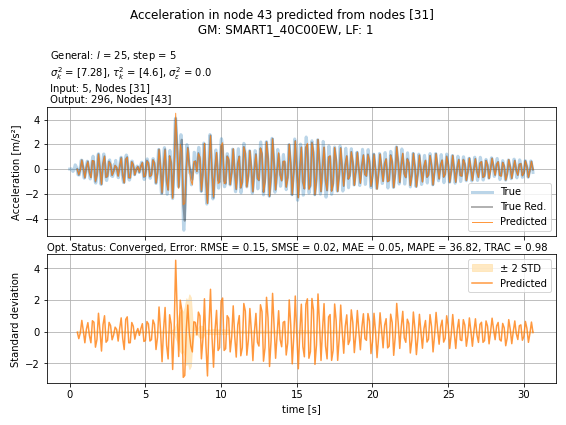 Acceleration in node 43 predicted from nodes [31]
GM: SMART1_40C00EW, LF: 1
General: l = 25, step = 5
σ²ₖ = [7.28], τ²ₖ = [4.6], σ²ε = 0.0
Input: 5, Nodes [31]
Output: 296, Nodes [43]
Acceleration [m/s²]
4
2
0
−2
−4
True
True Red.
Predicted
Opt. Status: Converged, Error: RMSE = 0.15, SMSE = 0.02, MAE = 0.05, MAPE = 36.82, TRAC = 0.98
Standard deviation
4
2
0
−2
± 2 STD
Predicted
0 5 10 15 20 25 30
time [s]